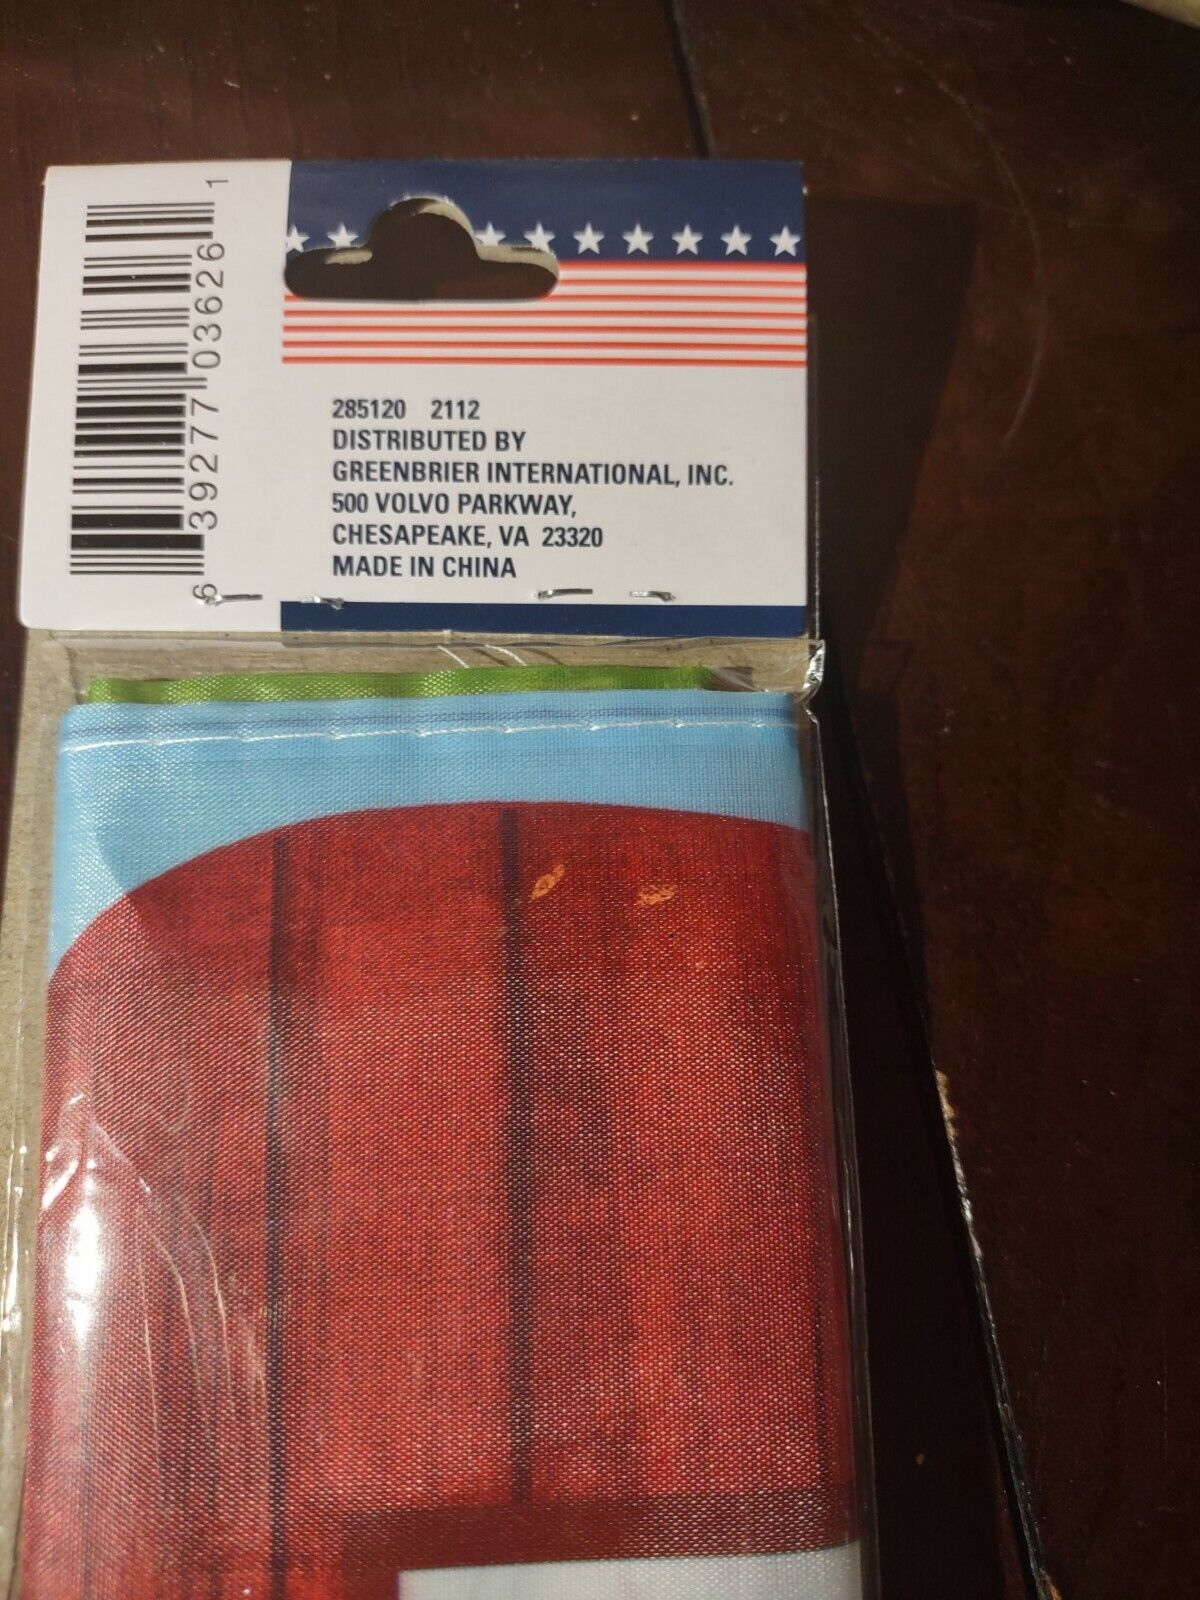 6 39277 03626 1
285120 2112
DISTRIBUTED BY
GREENBRIER INTERNATIONAL, INC.
500 VOLVO PARKWAY,
CHESAPEAKE, VA 23320
MADE IN CHINA